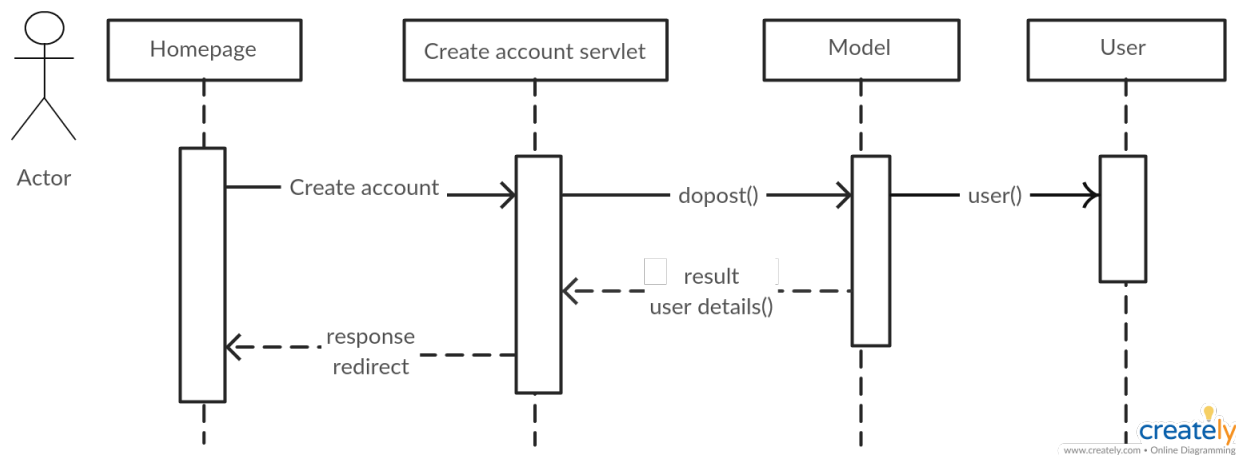 Homepage
Create account servlet
Model
User
Actor
Create account
dopost()
user()
result
user details()
response
redirect
creately
www.creately.com • Online Diagramming